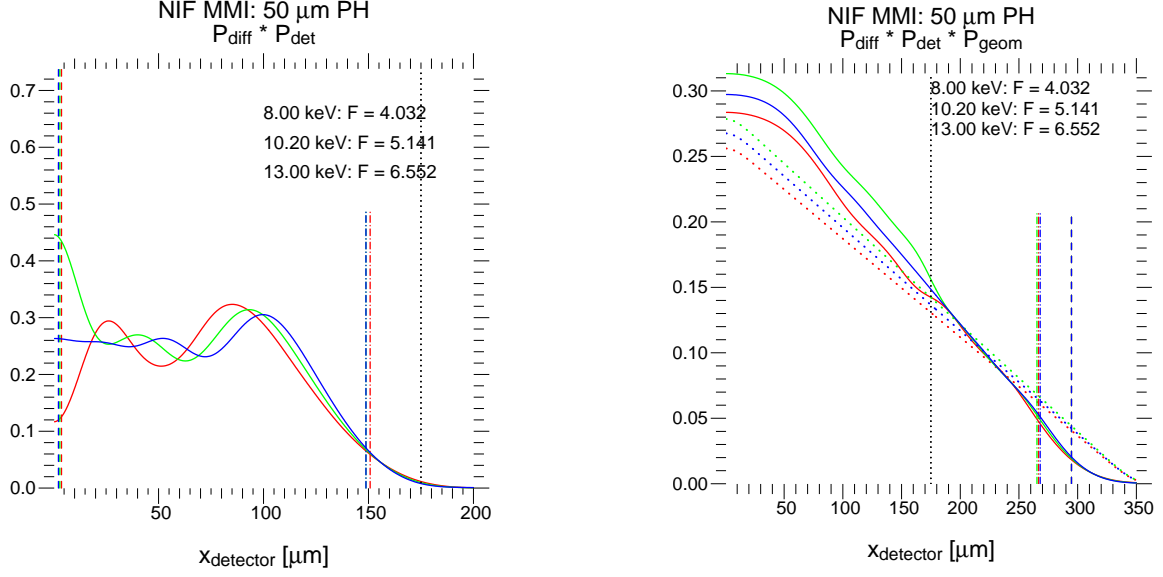 NIF MMI: 50 μm PH
P_diff * P_det
8.00 keV: F = 4.032
10.20 keV: F = 5.141
13.00 keV: F = 6.552
0.7
0.6
0.5
0.4
0.3
0.2
0.1
0.0
50 100 150 200
x_detector [μm]
NIF MMI: 50 μm PH
P_diff * P_det * P_geom
8.00 keV: F = 4.032
10.20 keV: F = 5.141
13.00 keV: F = 6.552
0.30
0.25
0.20
0.15
0.10
0.05
0.00
50 100 150 200 250 300 350
x_detector [μm]